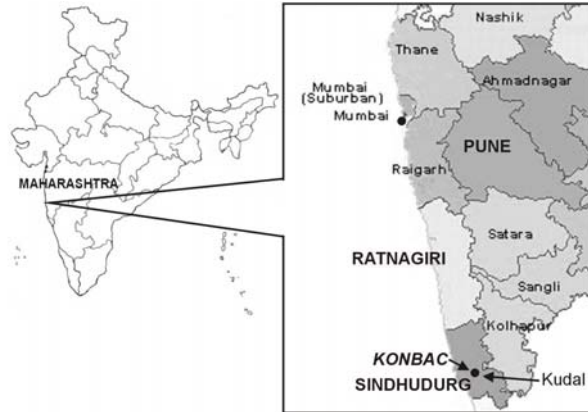 MAHARASHTRA
Nashik
Thane
Ahmadnagar
Mumbai
(Suburban)
Mumbai
PUNE
Raigarh
Satara
RATNAGIRI
Sangli
Kolhapur
KONBAC
Kudal
SINDHUDURG